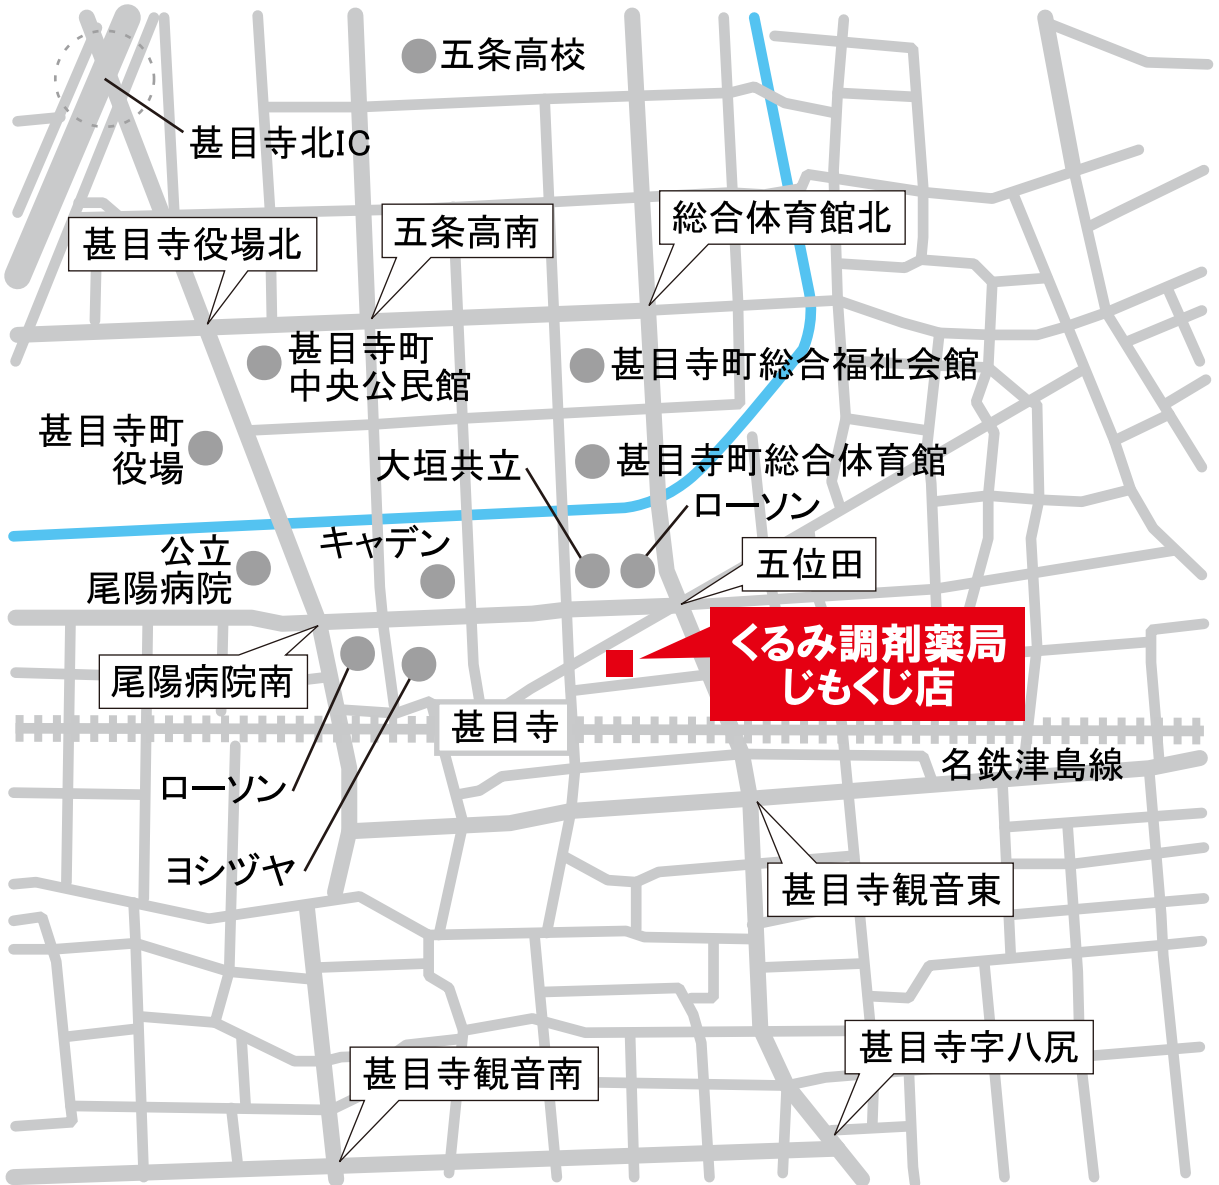 五条高校
甚目寺北IC
総合体育館北
五条高南
甚目寺役場北
甚目寺町
中央公民館
甚目寺町総合福祉会館
甚目寺町
役場
大垣共立
甚目寺町総合体育館
ローソン
キャデン
公立
尾陽病院
五位田
くるみ調剤薬局
じもくじ店
尾陽病院南
甚目寺
名鉄津島線
ローソン
ヨシヅヤ
甚目寺観音東
甚目寺字八尻
甚目寺観音南